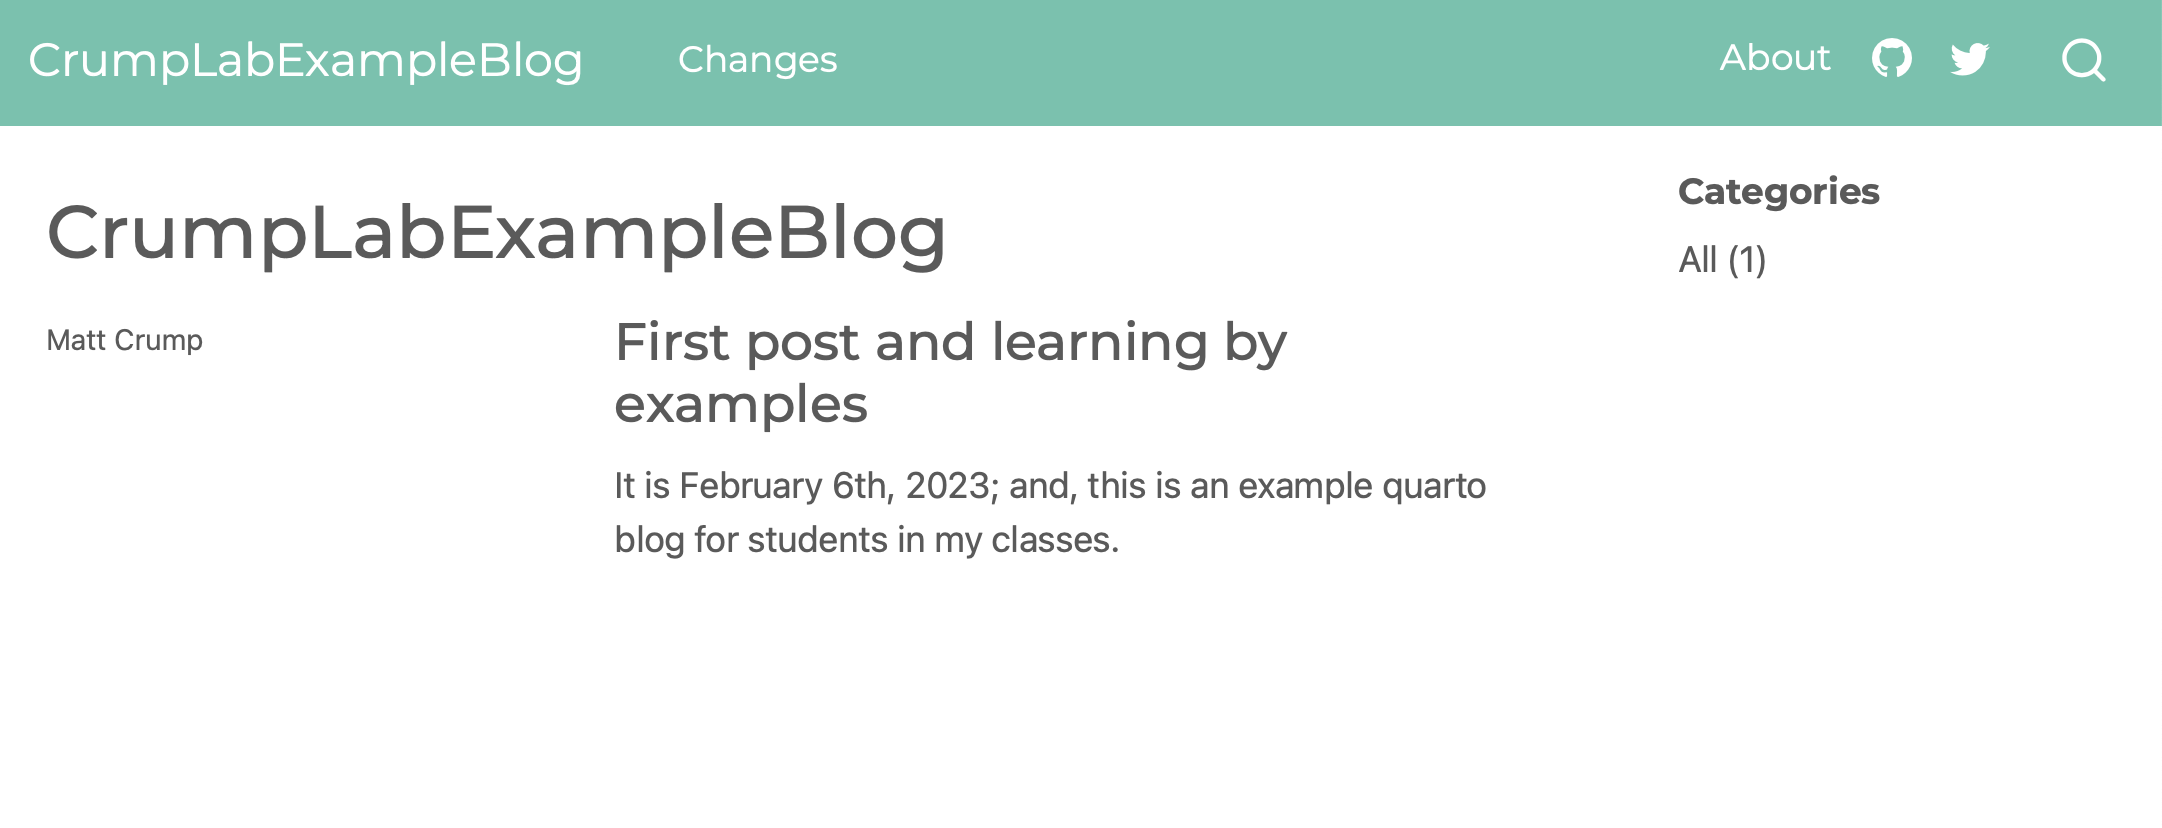 CrumpLabExampleBlog
Changes
About
CrumpLabExampleBlog
Categories
All (1)
Matt Crump
First post and learning by
examples
It is February 6th, 2023; and, this is an example quarto
blog for students in my classes.